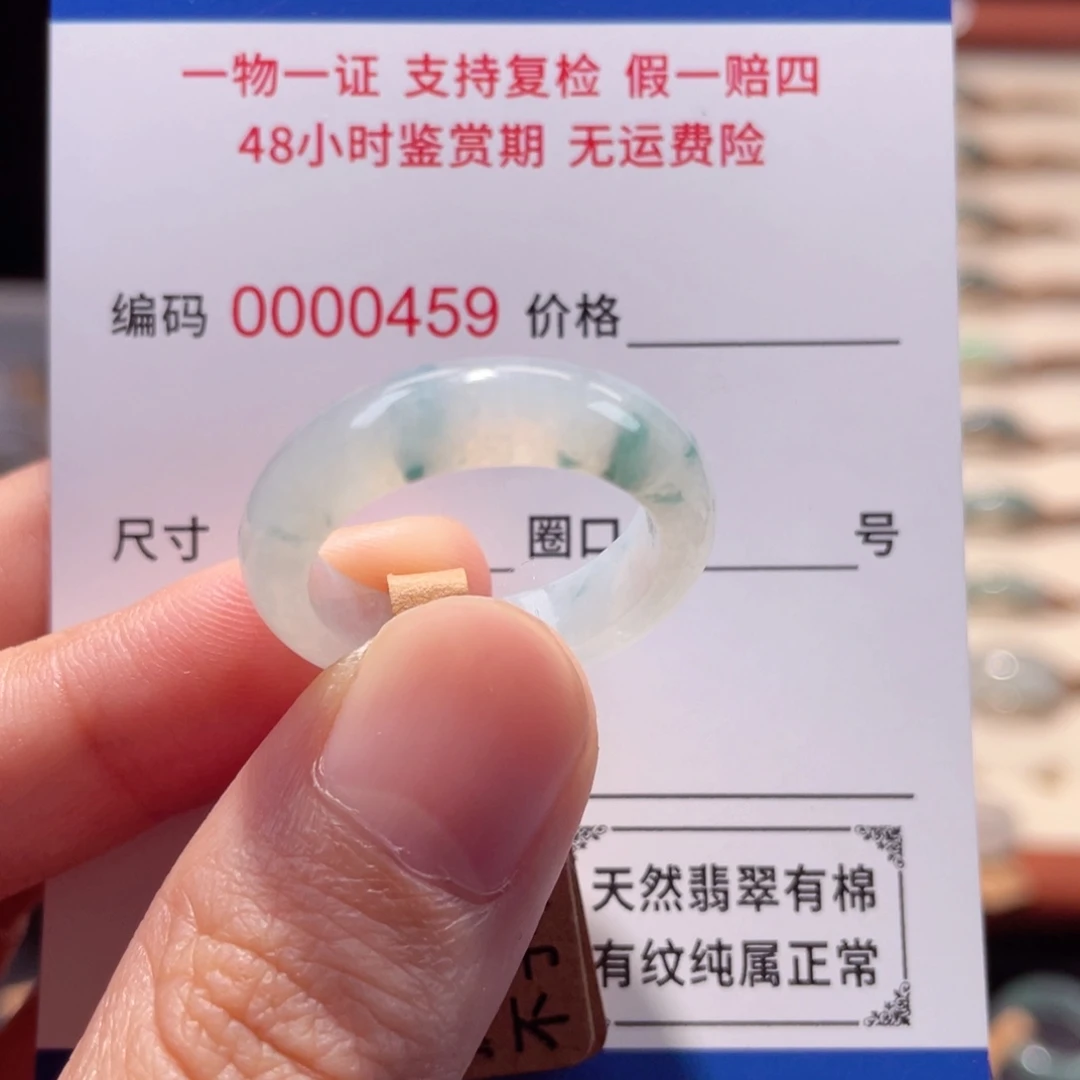 一物一证 支持复检 假一赔四
48小时鉴赏期 无运费险
编码 0000459 价格
尺寸 圈口 号
天然翡翠有棉
有纹纯属正常
不